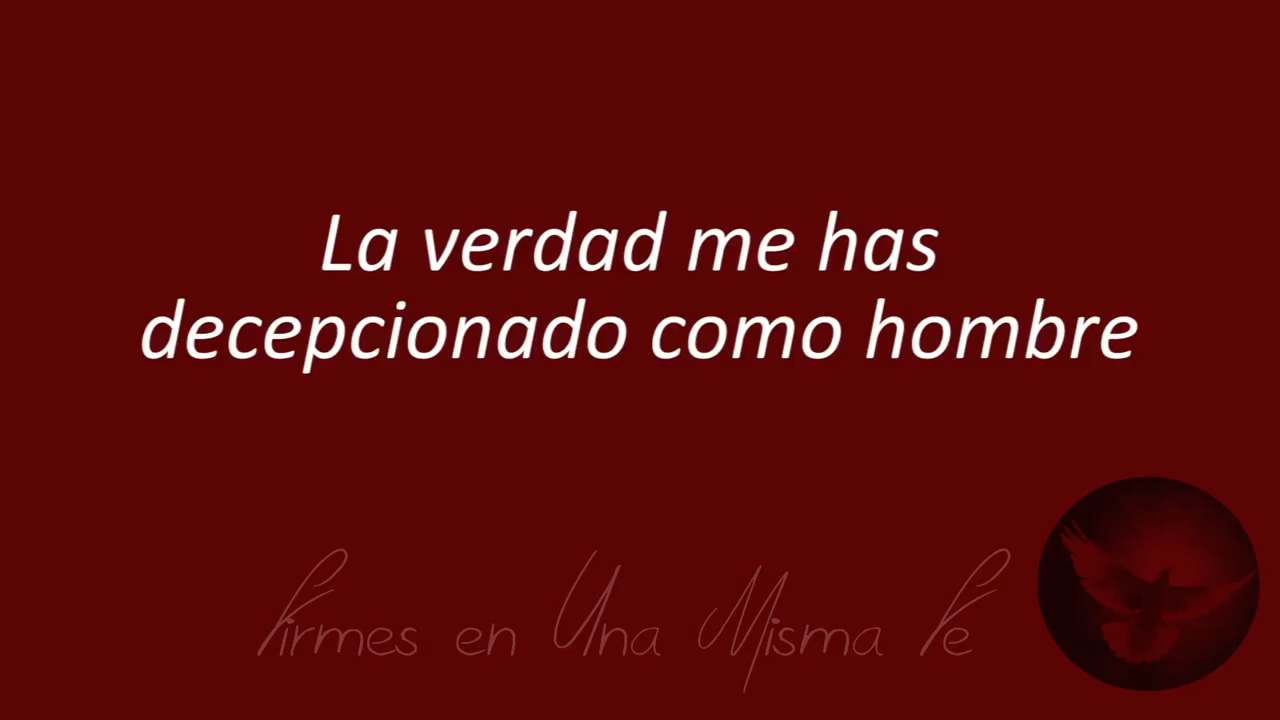 La verdad me has
decepcionado como hombre
Firmes en Una Misma Fe